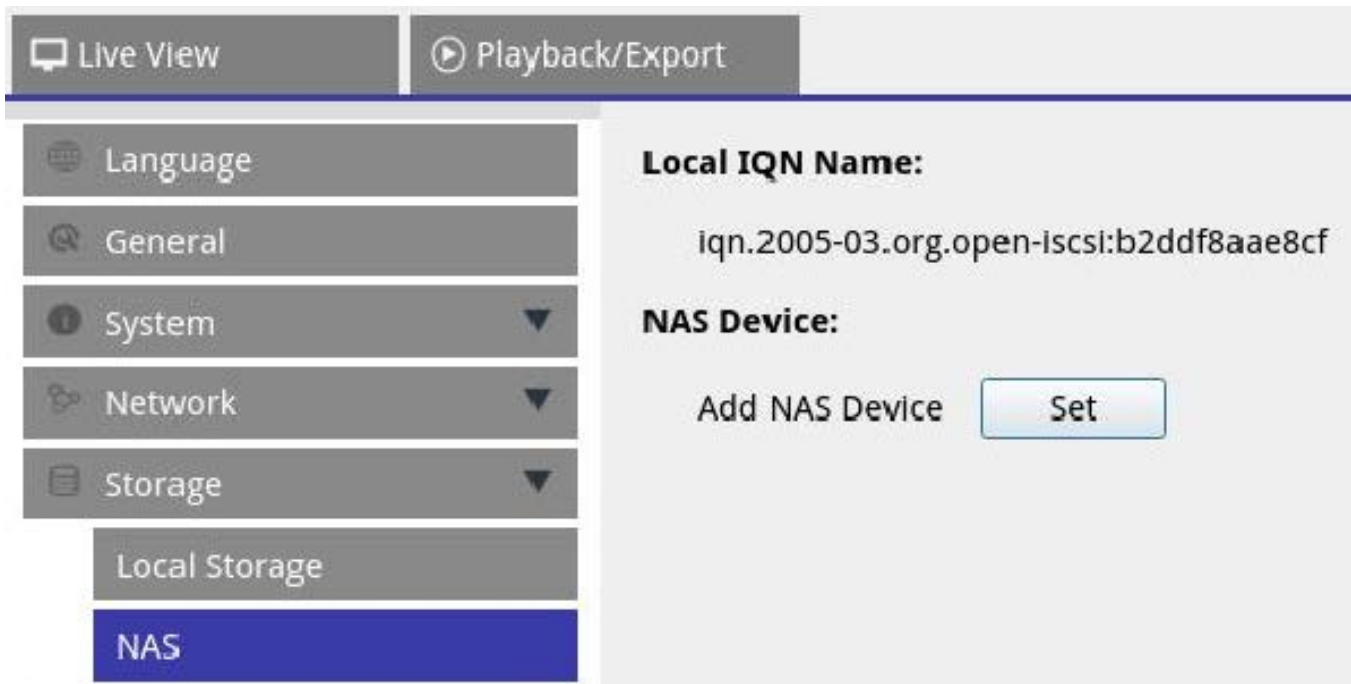 Live View
Playback/Export
Language
General
System
Network
Storage
Local Storage
NAS
Local IQN Name:
iqn.2005-03.org.open-iscsi:b2ddf8aae8cf
NAS Device:
Add NAS Device
Set